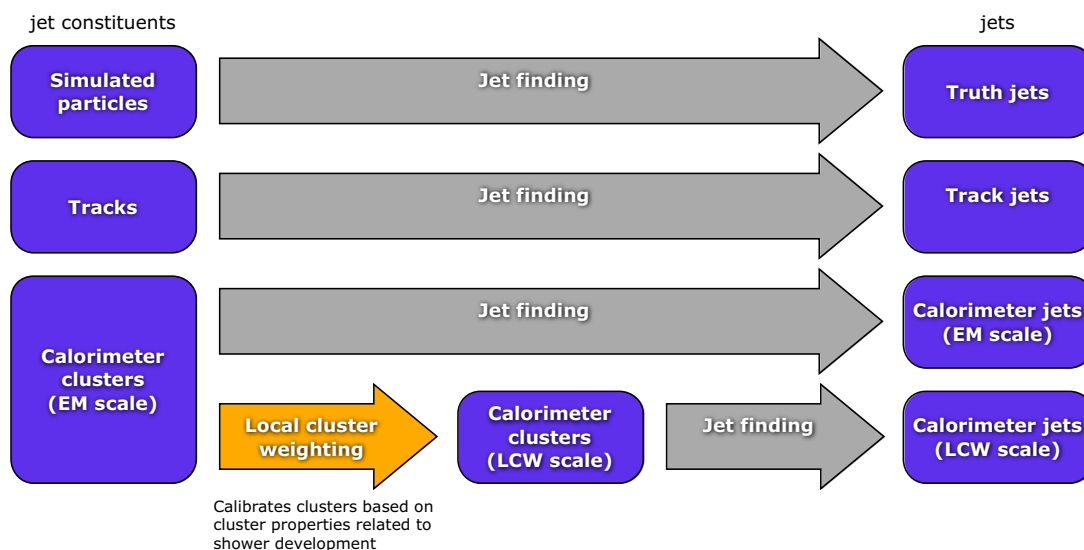 jet constituents
jets
Simulated
particles
Jet finding
Truth jets
Tracks
Jet finding
Track jets
Calorimeter
clusters
(EM scale)
Jet finding
Calorimeter jets
(EM scale)
Local cluster
weighting
Calorimeter
clusters
(LCW scale)
Jet finding
Calorimeter jets
(LCW scale)
Calibrates clusters based on
cluster properties related to
shower development